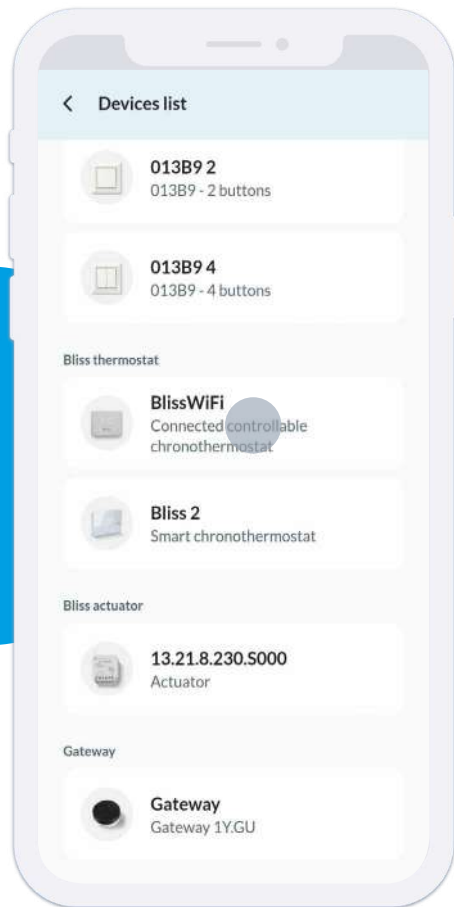 Devices list
013B9 2
013B9 - 2 buttons
013B9 4
013B9 - 4 buttons
Bliss thermostat
BlissWiFi
Connected controllable
chronothermostat
Bliss 2
Smart chronothermostat
Bliss actuator
13.21.8.230.S000
Actuator
Gateway
Gateway
Gateway 1Y.GU